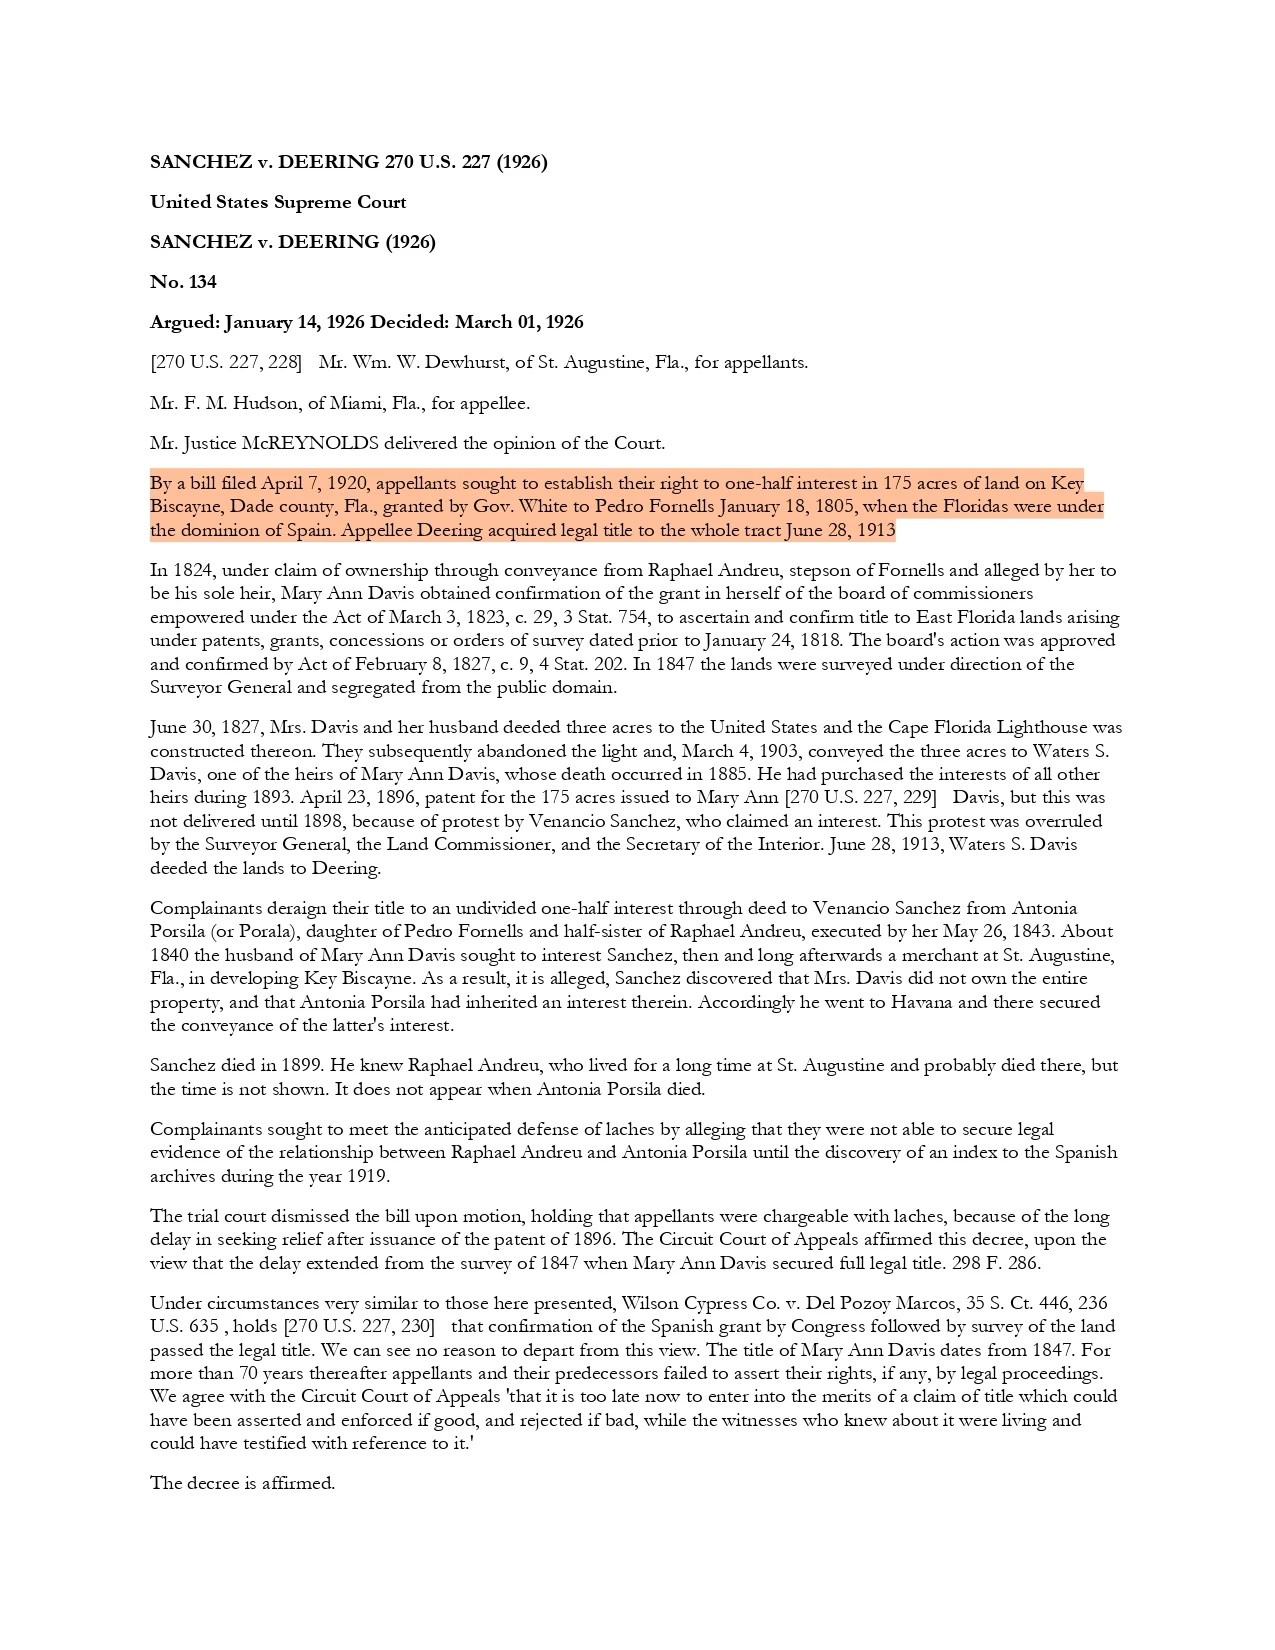 SANCHEZ v. DEERING 270 U.S. 227 (1926)
United States Supreme Court
SANCHEZ v. DEERING (1926)
No. 134
Argued: January 14, 1926 Decided: March 01, 1926
[270 U.S. 227, 228]   Mr. Wm. W. Dewhurst, of St. Augustine, Fla., for appellants.
Mr. F. M. Hudson, of Miami, Fla., for appellee.
Mr. Justice McREYNOLDS delivered the opinion of the Court.
By a bill filed April 7, 1920, appellants sought to establish their right to one-half interest in 175 acres of land on Key
Biscayne, Dade county, Fla., granted by Gov. White to Pedro Fornells January 18, 1805, when the Floridas were under
the dominion of Spain. Appellee Deering acquired legal title to the whole tract June 28, 1913
In 1824, under claim of ownership through conveyance from Raphael Andreu, stepson of Fornells and alleged by her to
be his sole heir, Mary Ann Davis obtained confirmation of the grant in herself of the board of commissioners
empowered under the Act of March 3, 1823, c. 29, 3 Stat. 754, to ascertain and confirm title to East Florida lands arising
under patents, grants, concessions or orders of survey dated prior to January 24, 1818. The board's action was approved
and confirmed by Act of February 8, 1827, c. 9, 4 Stat. 202. In 1847 the lands were surveyed under direction of the
Surveyor General and segregated from the public domain.
June 30, 1827, Mrs. Davis and her husband deeded three acres to the United States and the Cape Florida Lighthouse was
constructed thereon. They subsequently abandoned the light and, March 4, 1903, conveyed the three acres to Waters S.
Davis, one of the heirs of Mary Ann Davis, whose death occurred in 1885. He had purchased the interests of all other
heirs during 1893. April 23, 1896, patent for the 175 acres issued to Mary Ann [270 U.S. 227, 229]   Davis, but this was
not delivered until 1898, because of protest by Venancio Sanchez, who claimed an interest. This protest was overruled
by the Surveyor General, the Land Commissioner, and the Secretary of the Interior. June 28, 1913, Waters S. Davis
deeded the lands to Deering.
Complainants deraign their title to an undivided one-half interest through deed to Venancio Sanchez from Antonia
Porsila (or Porala), daughter of Pedro Fornells and half-sister of Raphael Andreu, executed by her May 26, 1843. About
1840 the husband of Mary Ann Davis sought to interest Sanchez, then and long afterwards a merchant at St. Augustine,
Fla., in developing Key Biscayne. As a result, it is alleged, Sanchez discovered that Mrs. Davis did not own the entire
property, and that Antonia Porsila had inherited an interest therein. Accordingly he went to Havana and there secured
the conveyance of the latter's interest.
Sanchez died in 1899. He knew Raphael Andreu, who lived for a long time at St. Augustine and probably died there, but
the time is not shown. It does not appear when Antonia Porsila died.
Complainants sought to meet the anticipated defense of laches by alleging that they were not able to secure legal
evidence of the relationship between Raphael Andreu and Antonia Porsila until the discovery of an index to the Spanish
archives during the year 1919.
The trial court dismissed the bill upon motion, holding that appellants were chargeable with laches, because of the long
delay in seeking relief after issuance of the patent of 1896. The Circuit Court of Appeals affirmed this decree, upon the
view that the delay extended from the survey of 1847 when Mary Ann Davis secured full legal title. 298 F. 286.
Under circumstances very similar to those here presented, Wilson Cypress Co. v. Del Pozoy Marcos, 35 S. Ct. 446, 236
U.S. 635 , holds [270 U.S. 227, 230]   that confirmation of the Spanish grant by Congress followed by survey of the land
passed the legal title. We can see no reason to depart from this view. The title of Mary Ann Davis dates from 1847. For
more than 70 years thereafter appellants and their predecessors failed to assert their rights, if any, by legal proceedings.
We agree with the Circuit Court of Appeals 'that it is too late now to enter into the merits of a claim of title which could
have been asserted and enforced if good, and rejected if bad, while the witnesses who knew about it were living and
could have testified with reference to it.'
The decree is affirmed.